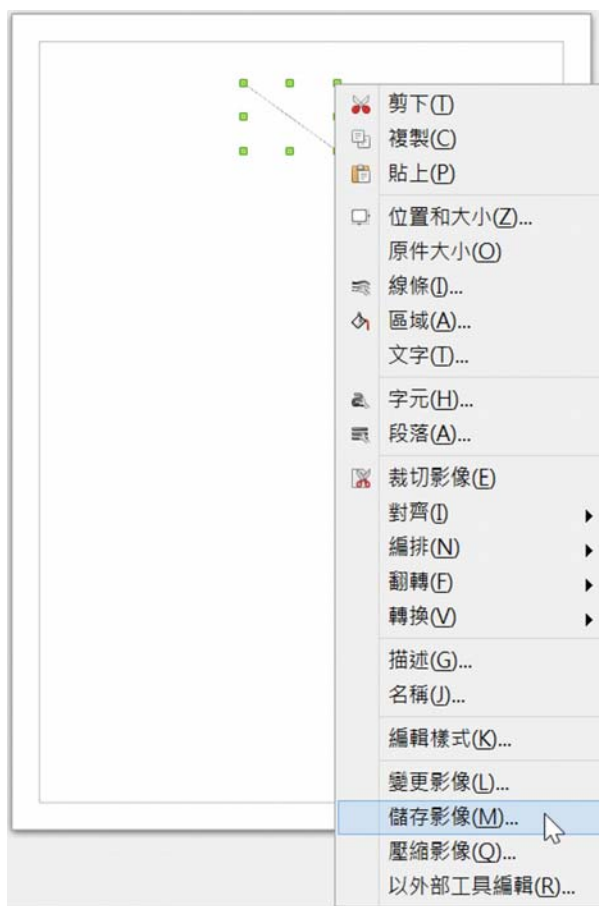 剪下(T)
複製(C)
貼上(P)
位置和大小(Z)...
原件大小(O)
線條(I)...
區域(A)...
文字(T)...
字元(H)...
段落(A)...
裁切影像(E)
對齊(I)
編排(N)
翻轉(F)
轉換(V)
描述(G)...
名稱(J)...
編輯樣式(K)...
變更影像(L)...
儲存影像(M)...
壓縮影像(Q)...
以外部工具編輯(R)...